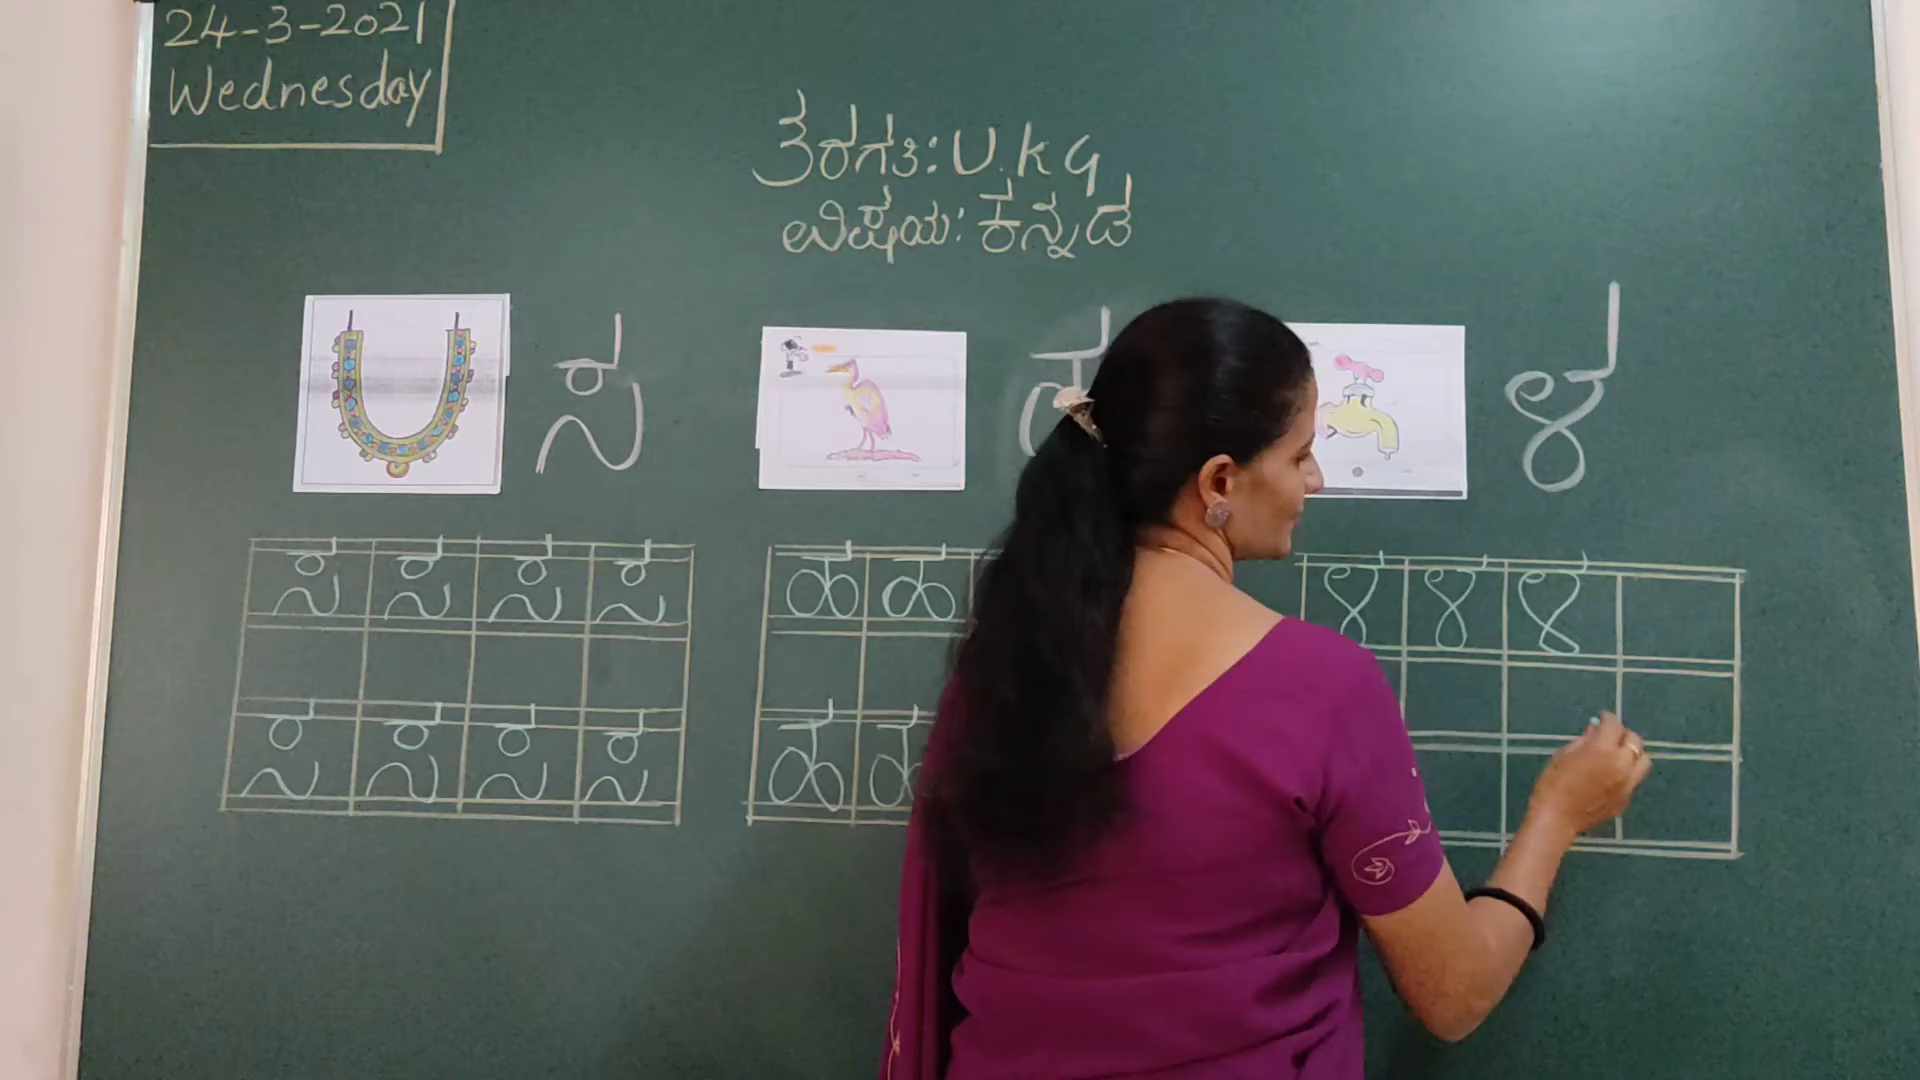 24-3-2021
Wednesday
ತರಗತಿ: U.K G
ವಿಷಯ: ಕನ್ನಡ
ಸ ಹ ಳ
ಸ ಸ ಸ ಸ ಹ ಹ ಳ ಳ ಳ
ಸ ಸ ಸ ಸ ಹ ಹ